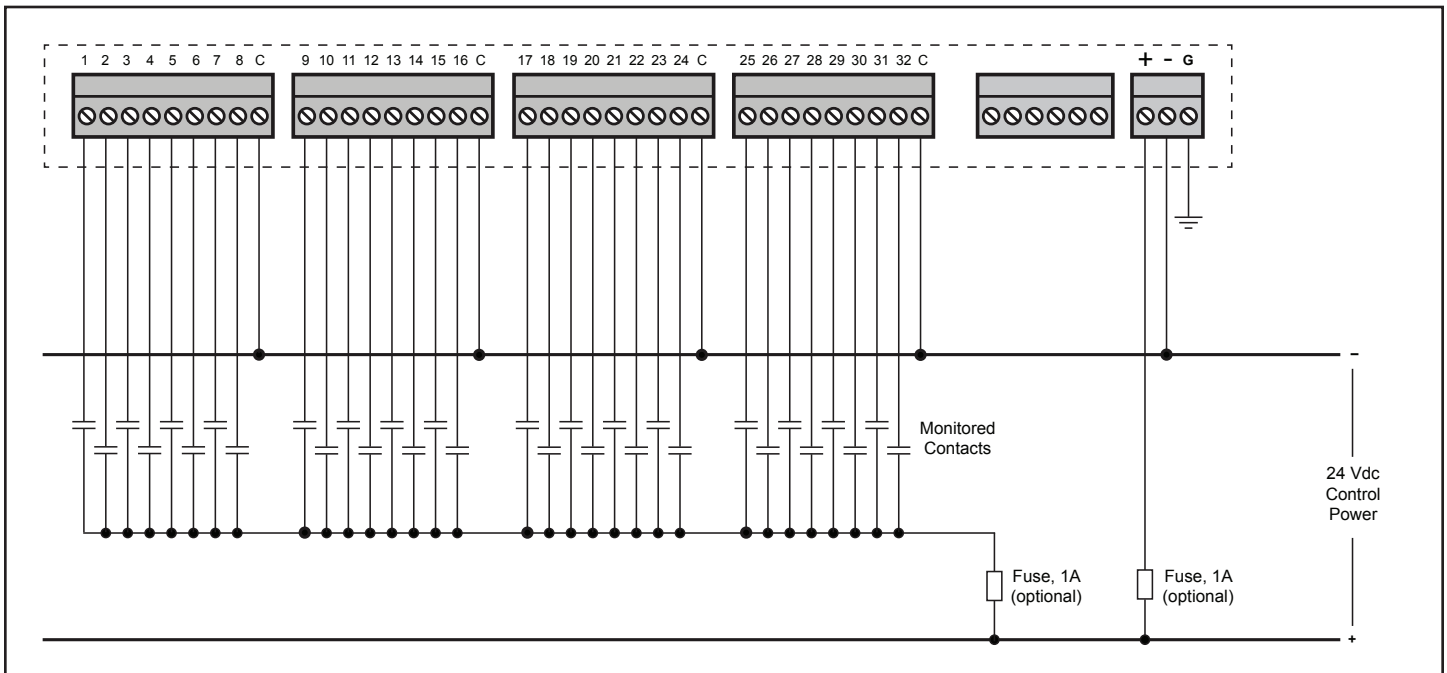 1 2 3 4 5 6 7 8 C 9 10 11 12 13 14 15 16 C 17 18 19 20 21 22 23 24 C 25 26 27 28 29 30 31 32 C + - G
-
Monitored
Contacts
24 Vdc
Control
Power
Fuse, 1A
(optional)
Fuse, 1A
(optional)
+